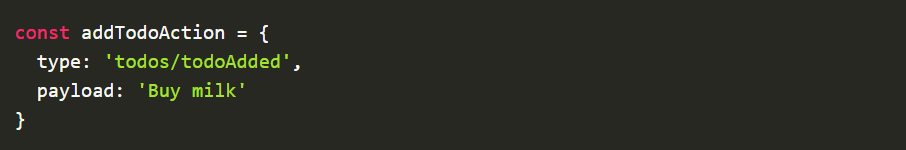 const addTodoAction = {
  type: 'todos/todoAdded',
  payload: 'Buy milk'
}